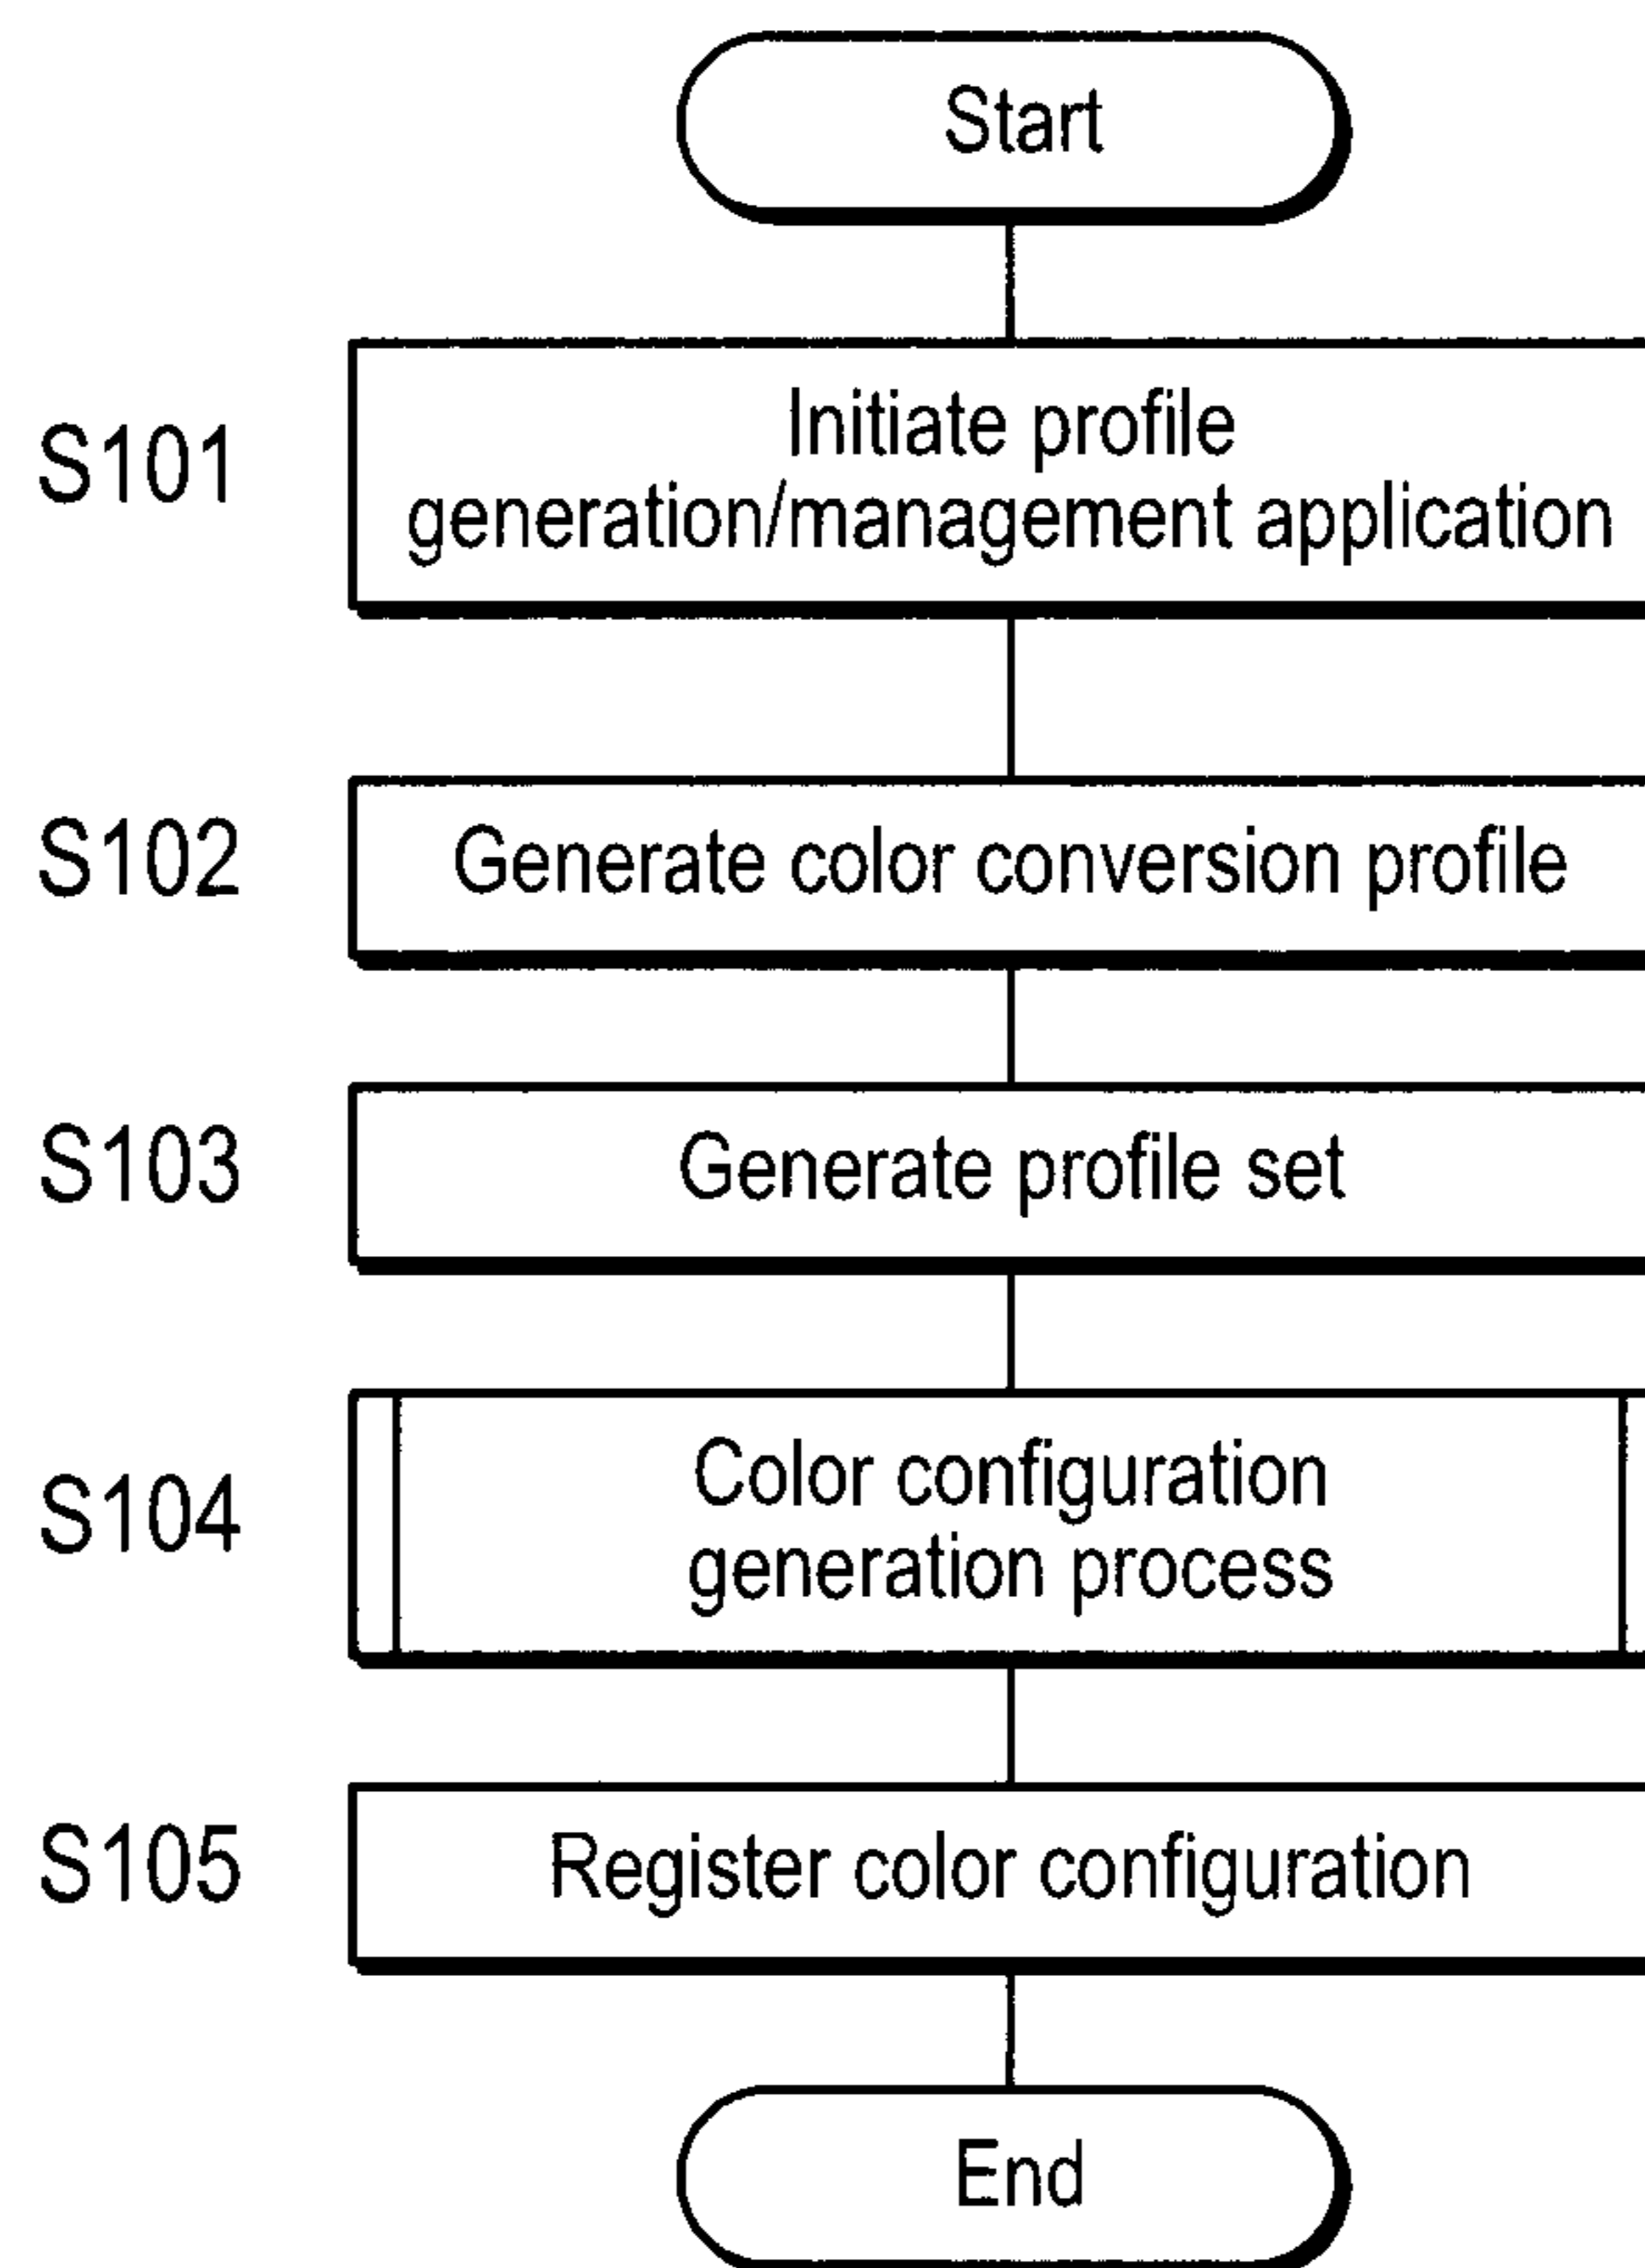 Start
S101
Initiate profile
generation/management application
S102
Generate color conversion profile
S103
Generate profile set
S104
Color configuration
generation process
S105
Register color configuration
End